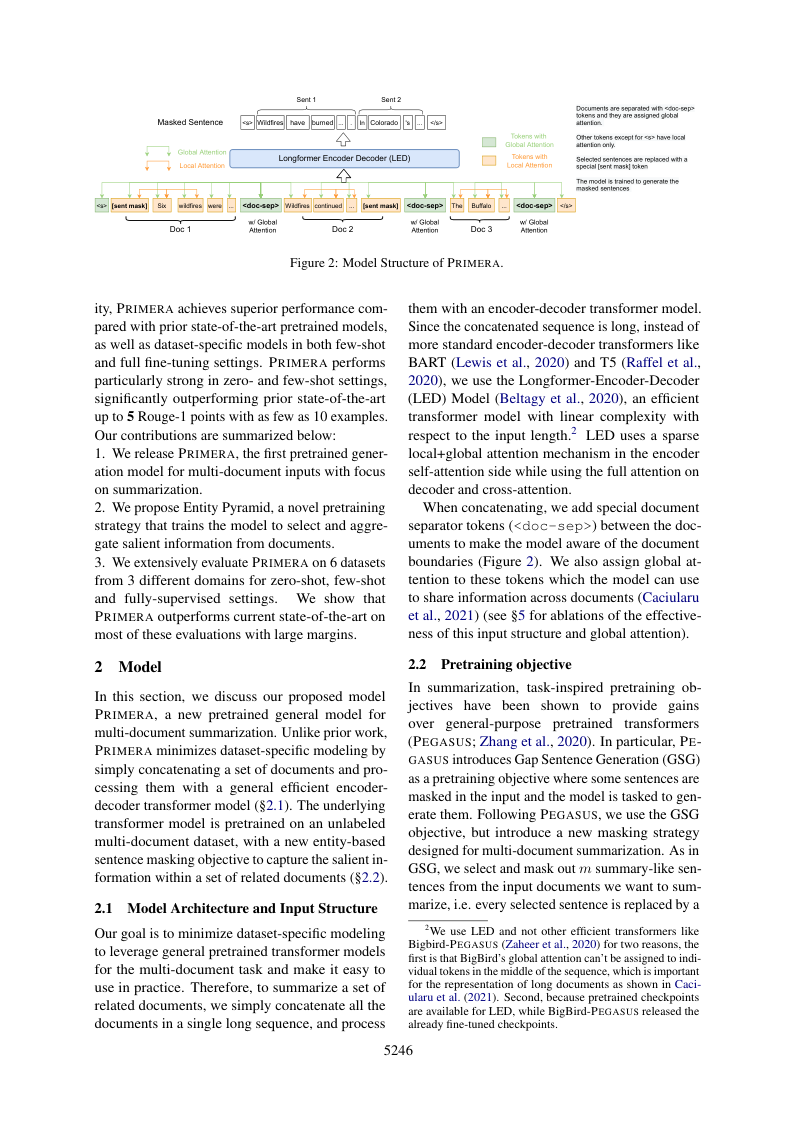 Sent 1 Sent 2
Masked Sentence <s> Wildfires have burned ... . In Colorado 's ... </s>
Global Attention
Local Attention
Longformer Encoder Decoder (LED)
Tokens with
Global Attention
Tokens with
Local Attention
Documents are separated with <doc-sep>
tokens and they are assigned global
attention.
Other tokens except for <s> have local
attention only.
Selected sentences are replaced with a
special [sent mask] token
The model is trained to generate the
masked sentences
<s> [sent mask] Six wildfires were ... <doc-sep> Wildfires continued ... [sent mask] <doc-sep> The Buffalo ... <doc-sep> </s>
Doc 1 w/ Global
Attention Doc 2 w/ Global
Attention Doc 3 w/ Global
Attention
Figure 2: Model Structure of PRIMERA.
ity, PRIMERA achieves superior performance com-
pared with prior state-of-the-art pretrained models,
as well as dataset-specific models in both few-shot
and full fine-tuning settings. PRIMERA performs
particularly strong in zero- and few-shot settings,
significantly outperforming prior state-of-the-art
up to 5 Rouge-1 points with as few as 10 examples.
Our contributions are summarized below:
1. We release PRIMERA, the first pretrained gener-
ation model for multi-document inputs with focus
on summarization.
2. We propose Entity Pyramid, a novel pretraining
strategy that trains the model to select and aggre-
gate salient information from documents.
3. We extensively evaluate PRIMERA on 6 datasets
from 3 different domains for zero-shot, few-shot
and fully-supervised settings. We show that
PRIMERA outperforms current state-of-the-art on
most of these evaluations with large margins.
2 Model
In this section, we discuss our proposed model
PRIMERA, a new pretrained general model for
multi-document summarization. Unlike prior work,
PRIMERA minimizes dataset-specific modeling by
simply concatenating a set of documents and pro-
cessing them with a general efficient encoder-
decoder transformer model (§2.1). The underlying
transformer model is pretrained on an unlabeled
multi-document dataset, with a new entity-based
sentence masking objective to capture the salient in-
formation within a set of related documents (§2.2).
2.1 Model Architecture and Input Structure
Our goal is to minimize dataset-specific modeling
to leverage general pretrained transformer models
for the multi-document task and make it easy to
use in practice. Therefore, to summarize a set of
related documents, we simply concatenate all the
documents in a single long sequence, and process
them with an encoder-decoder transformer model.
Since the concatenated sequence is long, instead of
more standard encoder-decoder transformers like
BART (Lewis et al., 2020) and T5 (Raffel et al.,
2020), we use the Longformer-Encoder-Decoder
(LED) Model (Beltagy et al., 2020), an efficient
transformer model with linear complexity with
respect to the input length.2 LED uses a sparse
local+global attention mechanism in the encoder
self-attention side while using the full attention on
decoder and cross-attention.
When concatenating, we add special document
separator tokens (<doc-sep>) between the doc-
uments to make the model aware of the document
boundaries (Figure 2). We also assign global at-
tention to these tokens which the model can use
to share information across documents (Caciularu
et al., 2021) (see §5 for ablations of the effective-
ness of this input structure and global attention).
2.2 Pretraining objective
In summarization, task-inspired pretraining ob-
jectives have been shown to provide gains
over general-purpose pretrained transformers
(PEGASUS; Zhang et al., 2020). In particular, PE-
GASUS introduces Gap Sentence Generation (GSG)
as a pretraining objective where some sentences are
masked in the input and the model is tasked to gen-
erate them. Following PEGASUS, we use the GSG
objective, but introduce a new masking strategy
designed for multi-document summarization. As in
GSG, we select and mask out m summary-like sen-
tences from the input documents we want to sum-
marize, i.e. every selected sentence is replaced by a
2We use LED and not other efficient transformers like
Bigbird-PEGASUS (Zaheer et al., 2020) for two reasons, the
first is that BigBird's global attention can't be assigned to indi-
vidual tokens in the middle of the sequence, which is important
for the representation of long documents as shown in Caci-
ularu et al. (2021). Second, because pretrained checkpoints
are available for LED, while BigBird-PEGASUS released the
already fine-tuned checkpoints.
5246